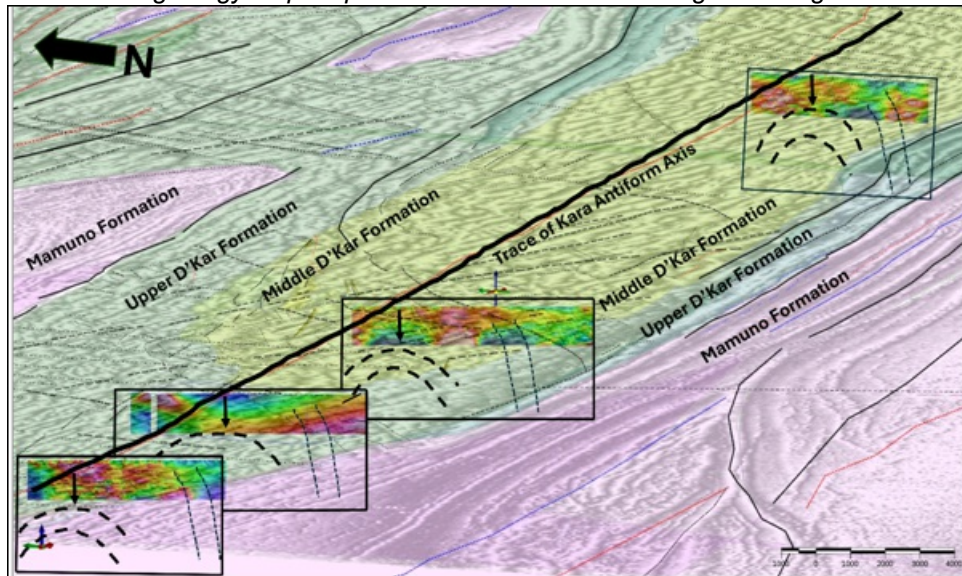 N
Mamuno Formation
Upper D'Kar Formation
Middle D'Kar Formation
Trace of Kara Antiform Axis
Middle D'Kar Formation
Upper D'Kar Formation
Mamuno Formation
1000 0 1000 2000 3000 4000